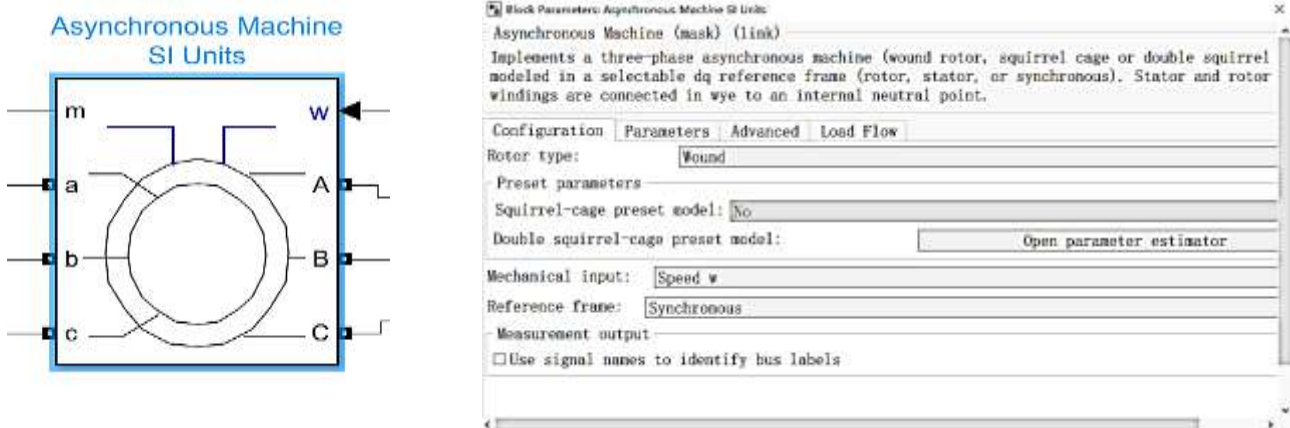 Asynchronous Machine
SI Units
m
w
a
A
b
B
c
C
Block Parameters: Asynchronous Machine SI Units
Asynchronous Machine (mask) (link)
Implements a three-phase asynchronous machine (wound rotor, squirrel cage or double squirrel
modeled in a selectable dq reference frame (rotor, stator, or synchronous). Stator and rotor
windings are connected in wye to an internal neutral point.
Configuration Parameters Advanced Load Flow
Rotor type: Wound
Preset parameters
Squirrel-cage preset model: No
Double squirrel-cage preset model: Open parameter estimator
Mechanical input: Speed w
Reference frame: Synchronous
Measurement output
Use signal names to identify bus labels